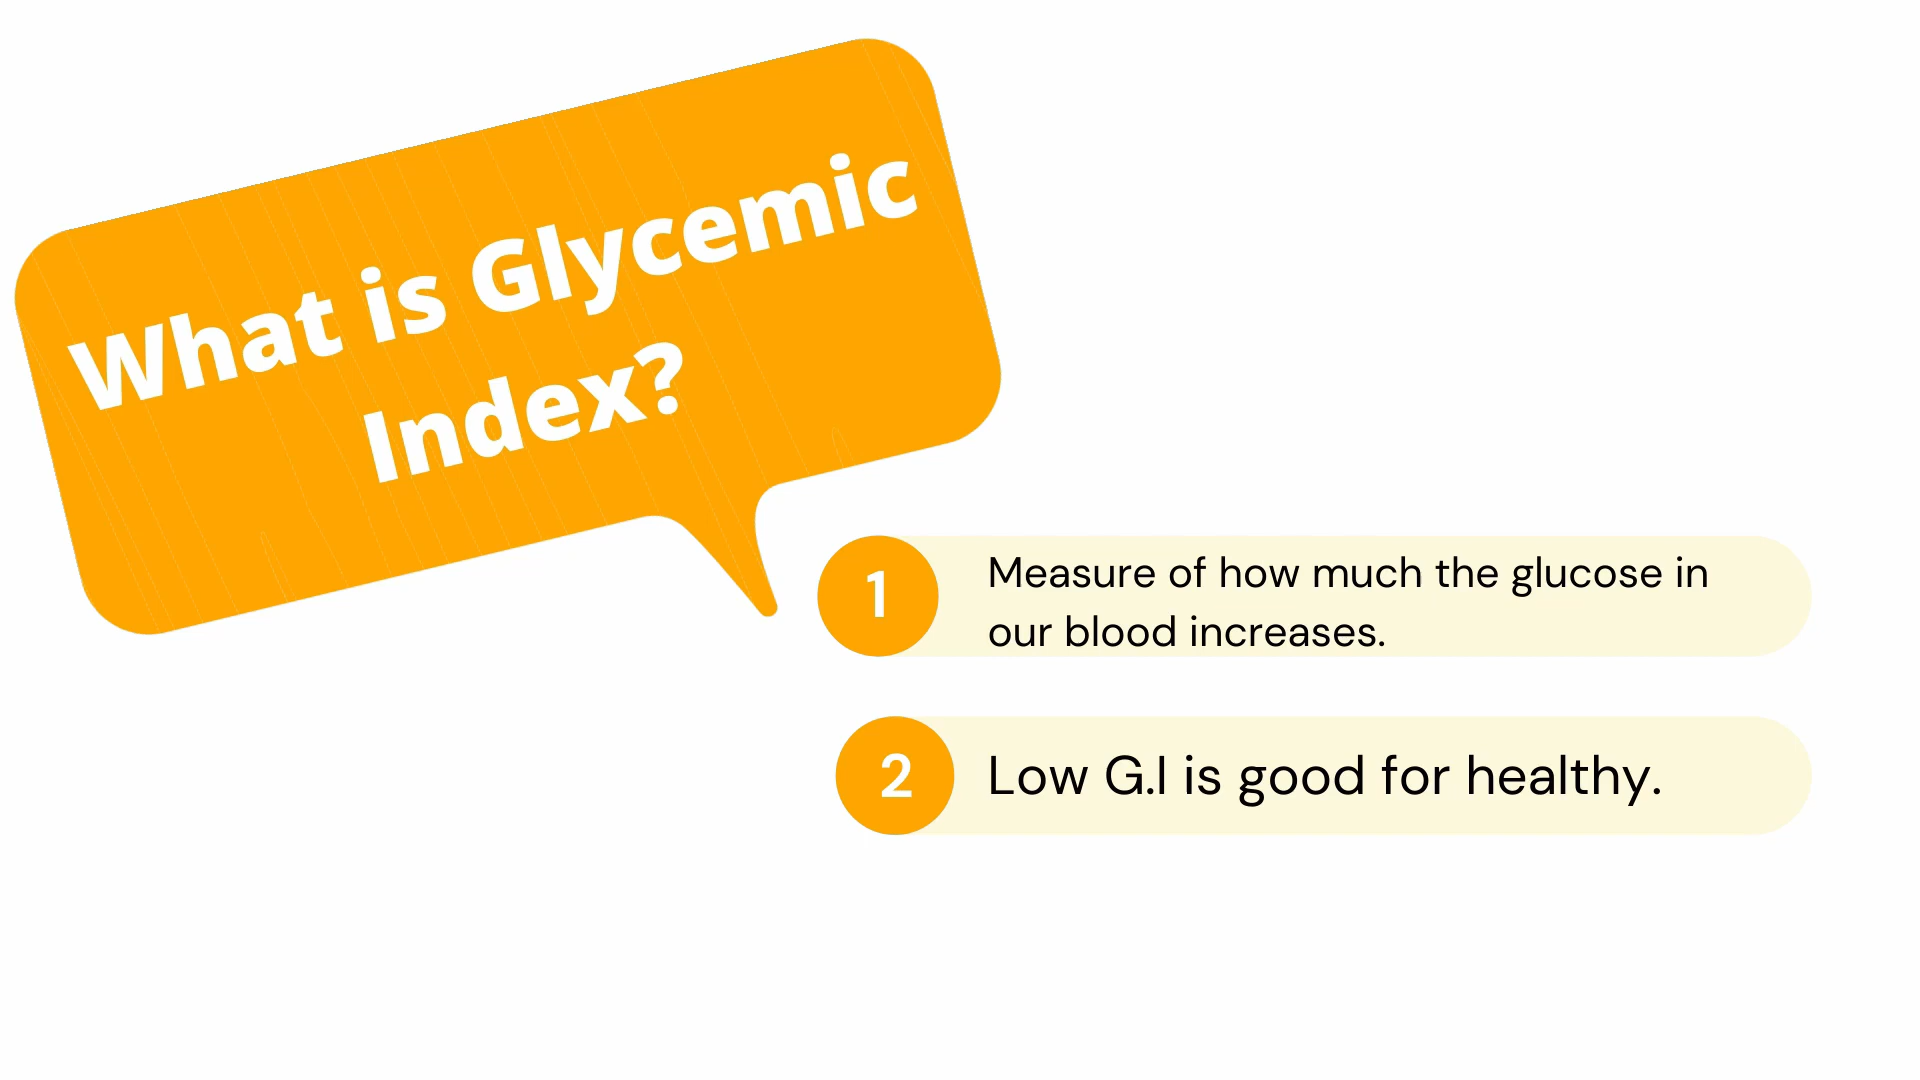 What is Glycemic
Index?
1
Measure of how much the glucose in
our blood increases.
2
Low G.I is good for healthy.